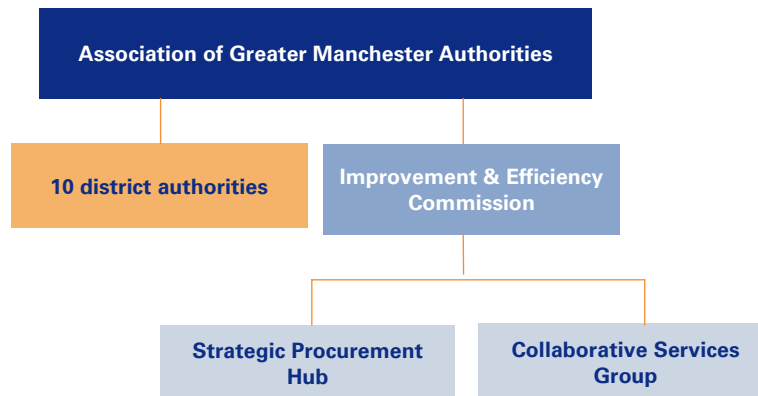 Association of Greater Manchester Authorities
10 district authorities
Improvement & Efficiency
Commission
Strategic Procurement
Hub
Collaborative Services
Group